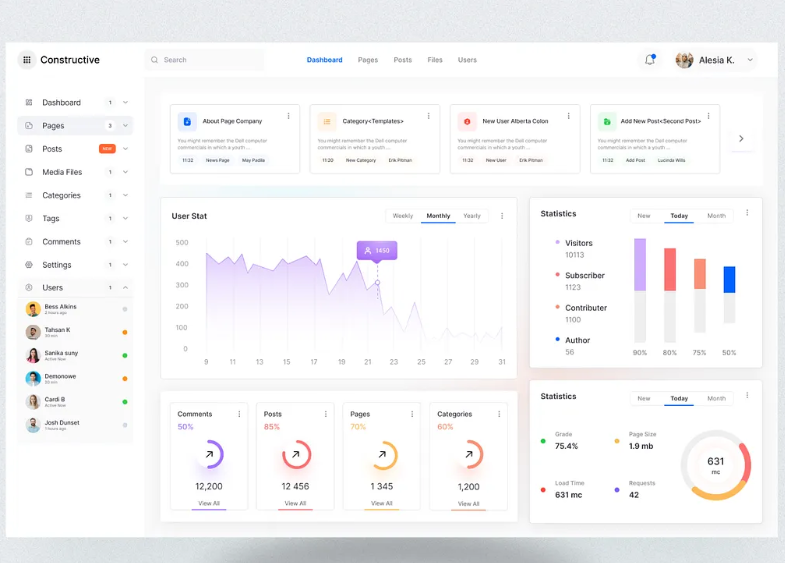 Constructive
Search
Dashboard Pages Posts Files Users
Alesia K.
Dashboard 1
Pages 3
Posts NEW
Media Files 1
Categories 1
Tags 1
Comments 1
Settings 1
Users 1
Bess Alkins
2 hours ago
Tahsan K
30 min
Sanika suny
Active Now
Demonowe
55 min
Cardi B
Active Now
Josh Dunset
7 hours ago
About Page Company
You might remember the Dell computer
commercials in which a youth ...
11:32 News Page May Padilla
Category<Templates>
You might remember the Dell computer
commercials in which a youth ...
11:20 New Category Erik Pitman
New User Alberta Colon
You might remember the Dell computer
commercials in which a youth ...
11:32 New User Erik Pitman
Add New Post<Second Post>
You might remember the Dell computer
commercials in which a youth ...
11:32 Add Post Lucinda Wills
User Stat
Weekly Monthly Yearly
1450
500
400
300
200
100
0
9 11 13 15 17 19 21 23 25 27 29 31
Statistics
New Today Month
Visitors
10113
Subscriber
1123
Contributer
1100
Author
56
90% 80% 75% 50%
Comments
50%
12,200
View All
Posts
85%
12 456
View All
Pages
70%
1 345
View All
Categories
60%
1,200
View All
Statistics
New Today Month
Grade
75.4%
Page Size
1.9 mb
Load Time
631 mc
Requests
42
631
mc